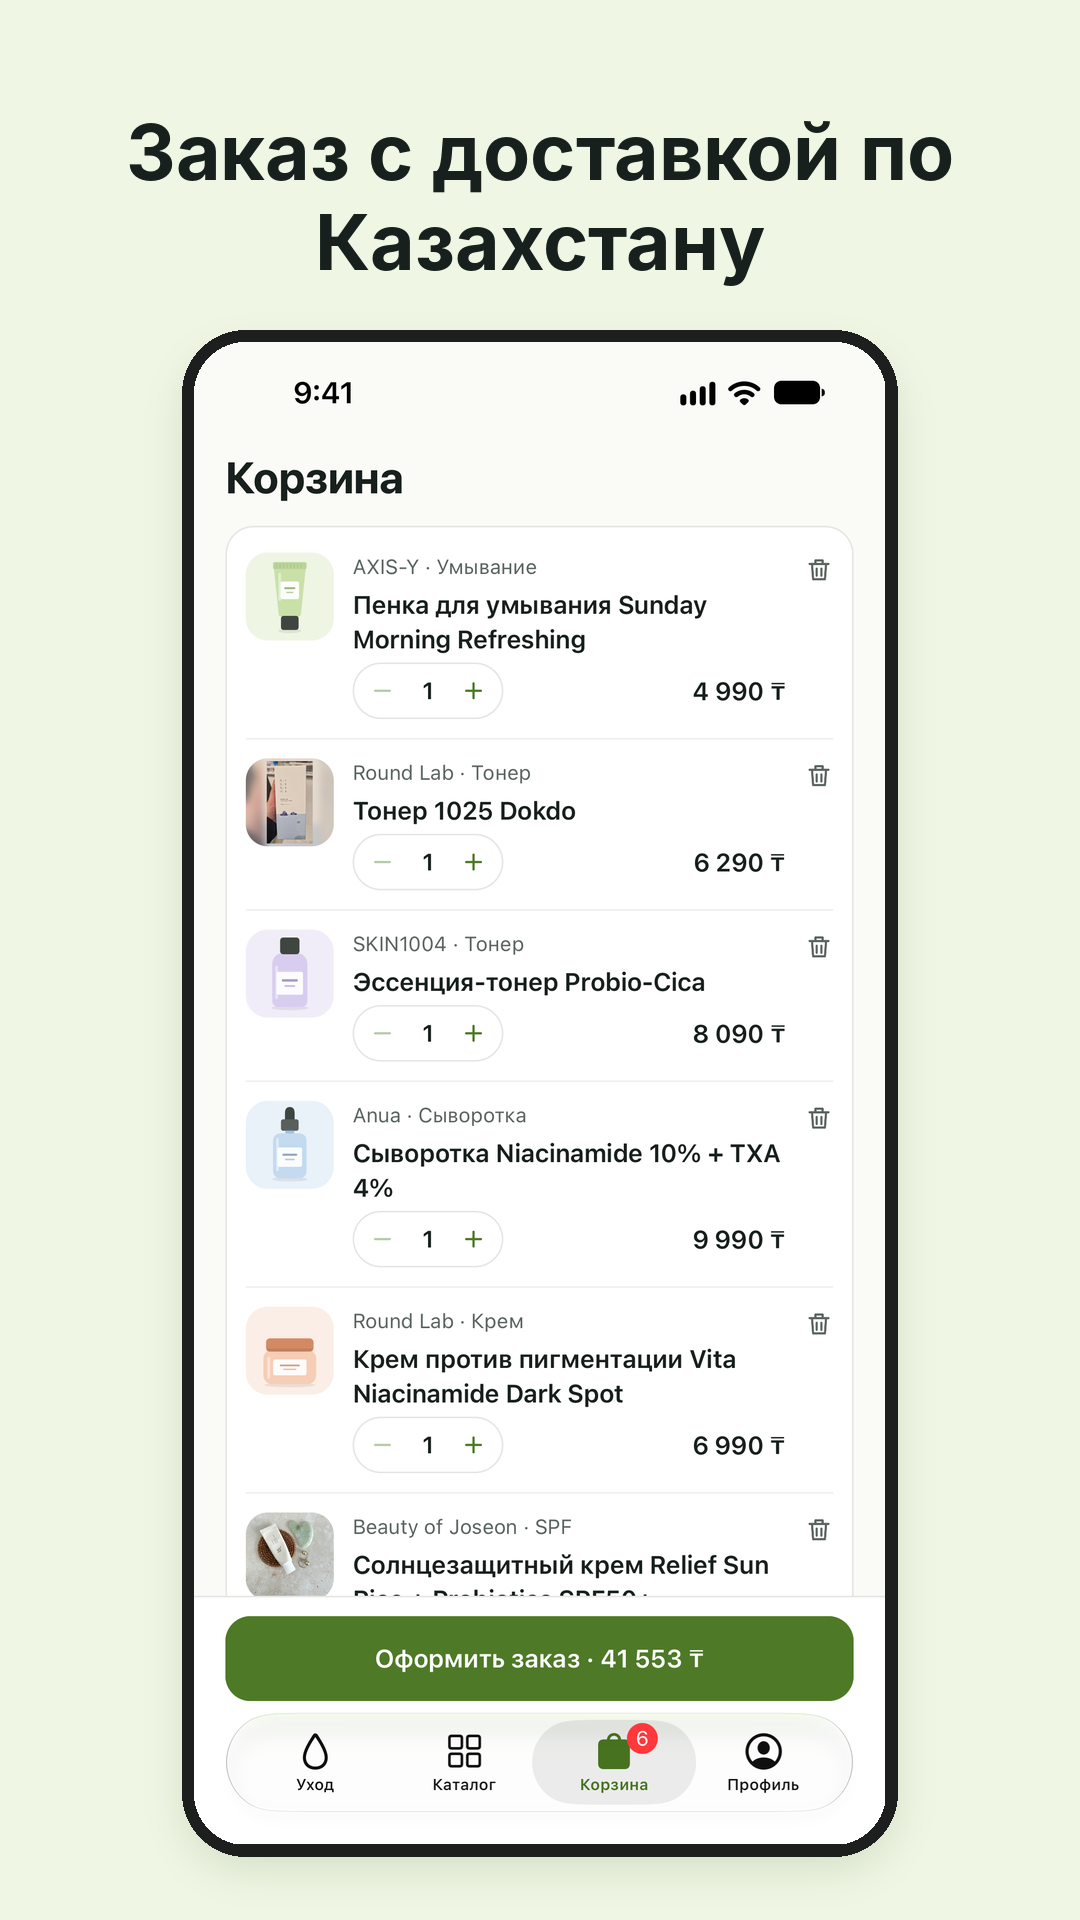 Заказ с доставкой по
Казахстану
9:41
Корзина
AXIS-Y · Умывание
Пенка для умывания Sunday
Morning Refreshing
− 1 + 4 990 ₸
Round Lab · Тонер
Тонер 1025 Dokdo
− 1 + 6 290 ₸
SKIN1004 · Тонер
Эссенция-тонер Probio-Cica
− 1 + 8 090 ₸
Anua · Сыворотка
Сыворотка Niacinamide 10% + TXA
4%
− 1 + 9 990 ₸
Round Lab · Крем
Крем против пигментации Vita
Niacinamide Dark Spot
− 1 + 6 990 ₸
Beauty of Joseon · SPF
Солнцезащитный крем Relief Sun
Оформить заказ · 41 553 ₸
6
Уход Каталог Корзина Профиль